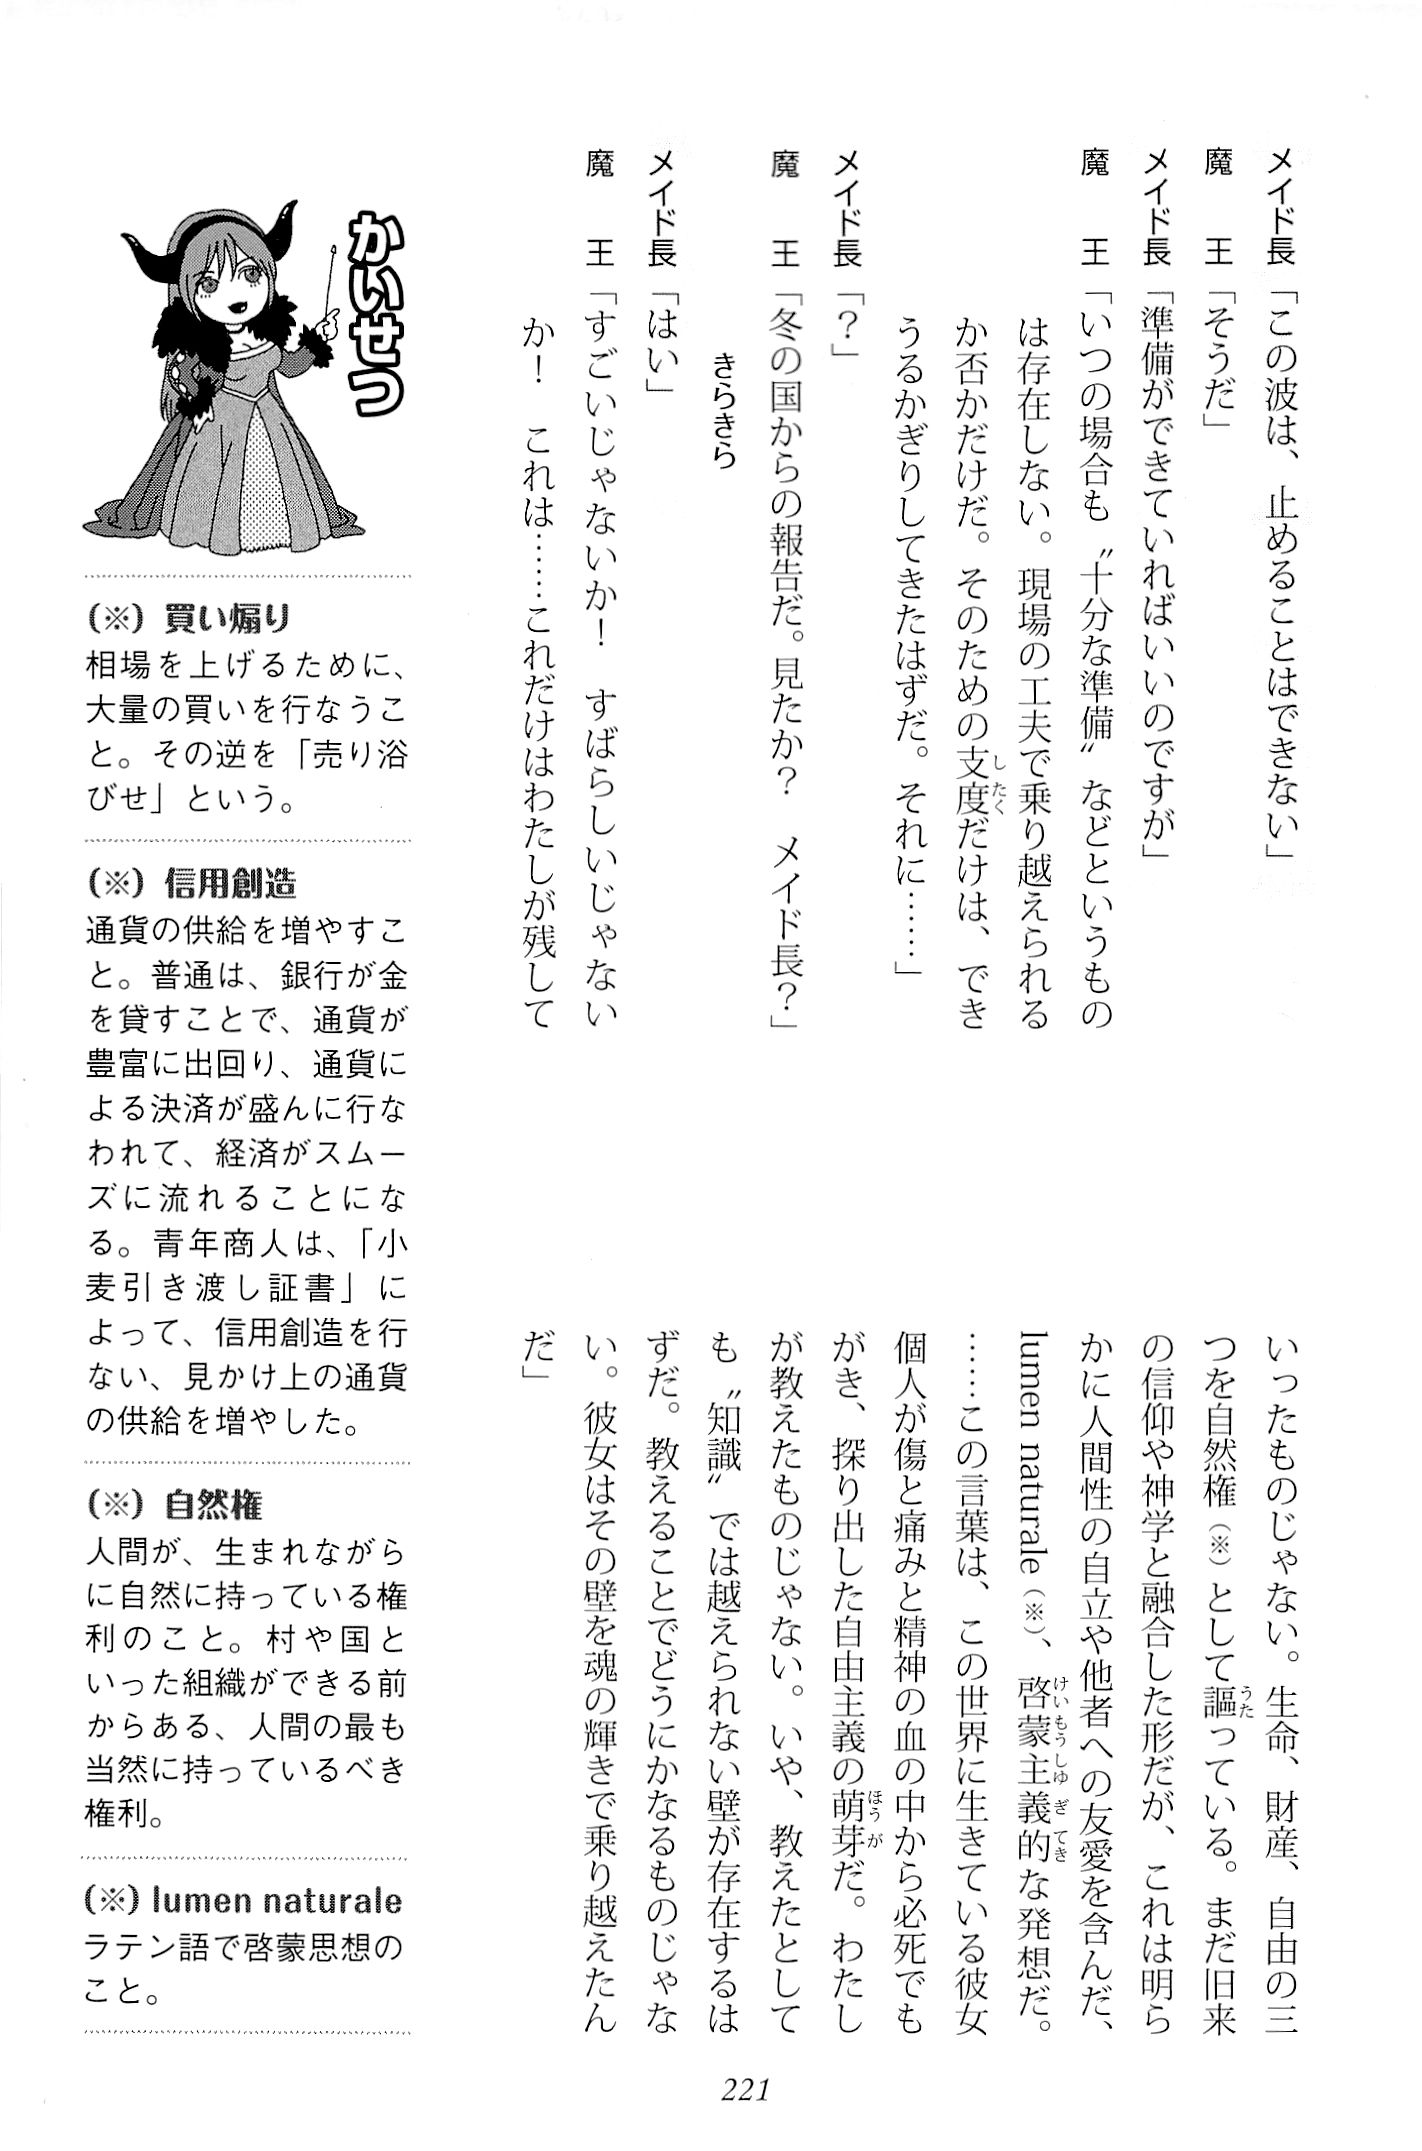 メイド長「この波は、止めることはできない」
魔　王「そうだ」
メイド長「準備ができていればいいのですが」
魔　王「いつの場合も〝十分な準備〟などというもの
は存在しない。現場の工夫で乗り越えられる
か否かだけだ。そのための支度だけは、でき
うるかぎりしてきたはずだ。それに……」
メイド長「？」
魔　王「冬の国からの報告だ。見たか？　メイド長？」
きらきら
メイド長「はい」
魔　王「すごいじゃないか！　すばらしいじゃない
か！　これは……これだけはわたしが残して
いったものじゃない。生命、財産、自由の三
つを自然権（※）として謳っている。まだ旧来
の信仰や神学と融合した形だが、これは明ら
かに人間性の自立や他者への友愛を含んだ、
lumen naturale（※）、啓蒙主義的な発想だ。
……この言葉は、この世界に生きている彼女
個人が傷と痛みと精神の血の中から必死でも
がき、探り出した自由主義の萌芽だ。わたし
が教えたものじゃない。いや、教えたとして
も〝知識〟では越えられない壁が存在するは
ずだ。教えることでどうにかなるものじゃな
い。彼女はその壁を魂の輝きで乗り越えたん
だ」
かいせつ
（※）買い煽り
相場を上げるために、
大量の買いを行なうこ
と。その逆を「売り浴
びせ」という。
（※）信用創造
通貨の供給を増やすこ
と。普通は、銀行が金
を貸すことで、通貨が
豊富に出回り、通貨に
よる決済が盛んに行な
われて、経済がスムー
ズに流れることにな
る。青年商人は、「小
麦引き渡し証書」に
よって、信用創造を行
ない、見かけ上の通貨
の供給を増やした。
（※）自然権
人間が、生まれながら
に自然に持っている権
利のこと。村や国と
いった組織ができる前
からある、人間の最も
当然に持っているべき
権利。
（※）lumen naturale
ラテン語で啓蒙思想の
こと。
221